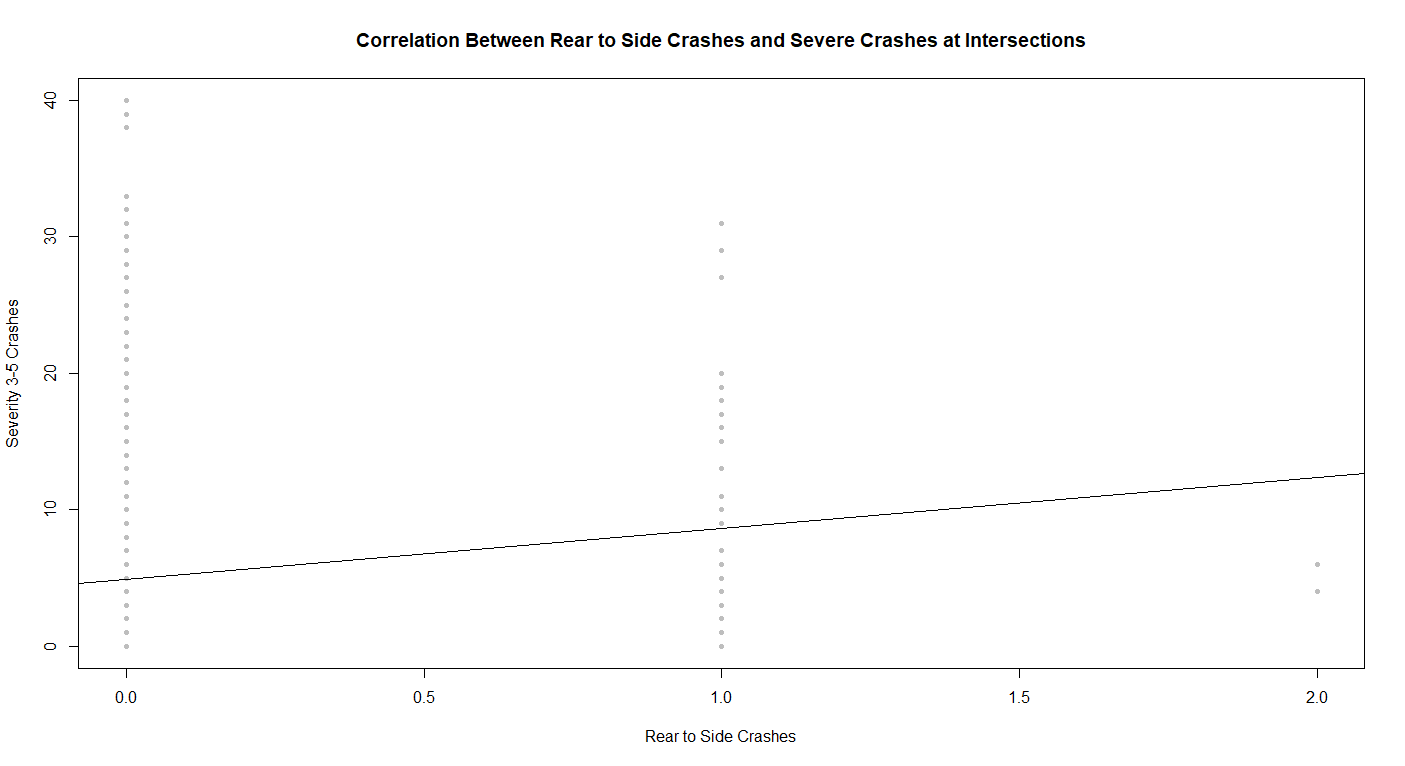 Correlation Between Rear to Side Crashes and Severe Crashes at Intersections
40
30
20
10
0
Severity 3-5 Crashes
0.0 0.5 1.0 1.5 2.0
Rear to Side Crashes